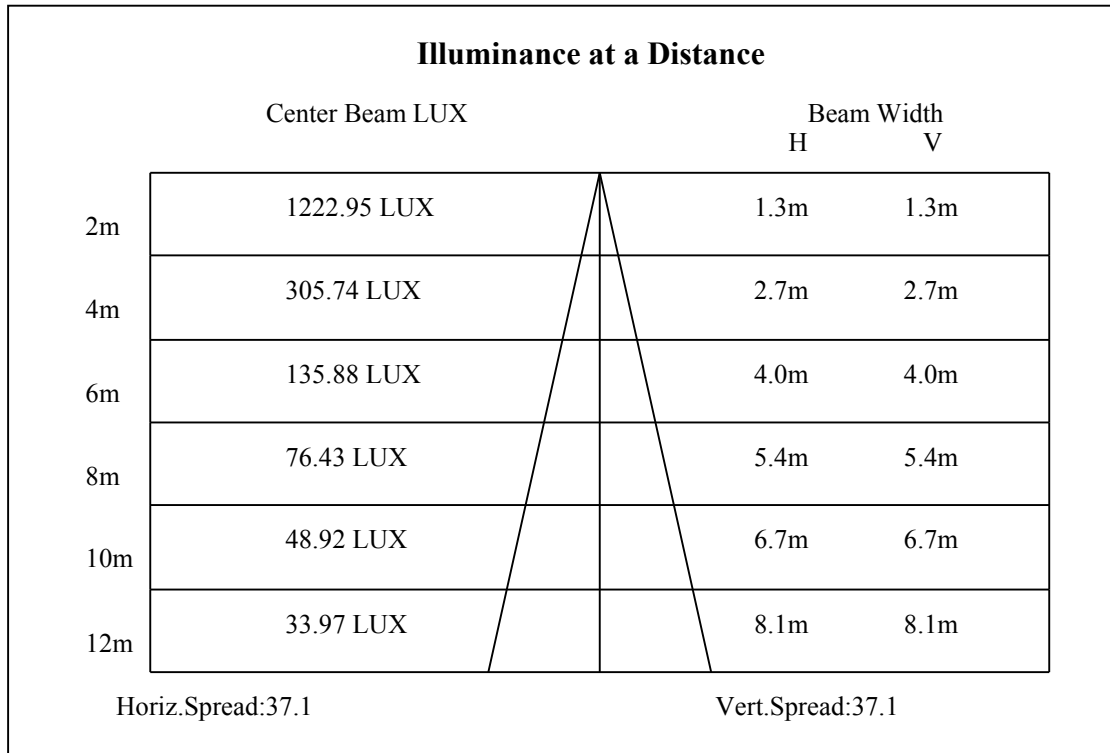 Illuminance at a Distance
Center Beam LUX Beam Width
H V
2m 1222.95 LUX 1.3m 1.3m
4m 305.74 LUX 2.7m 2.7m
6m 135.88 LUX 4.0m 4.0m
8m 76.43 LUX 5.4m 5.4m
10m 48.92 LUX 6.7m 6.7m
12m 33.97 LUX 8.1m 8.1m
Horiz.Spread:37.1 Vert.Spread:37.1